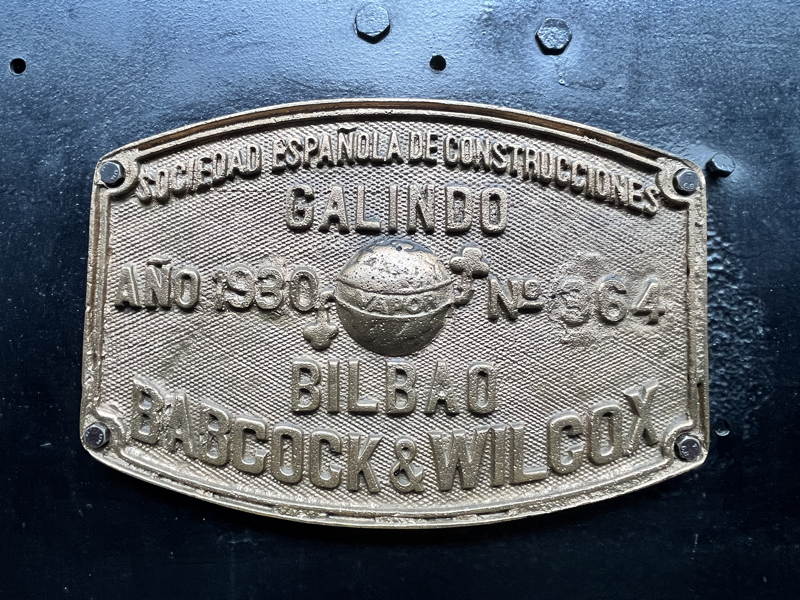 SOCIEDAD ESPAÑOLA DE CONSTRUCCIONES
GALINDO
AÑO 1930 VAPOR Nº 364
BILBAO
BABCOCK & WILCOX